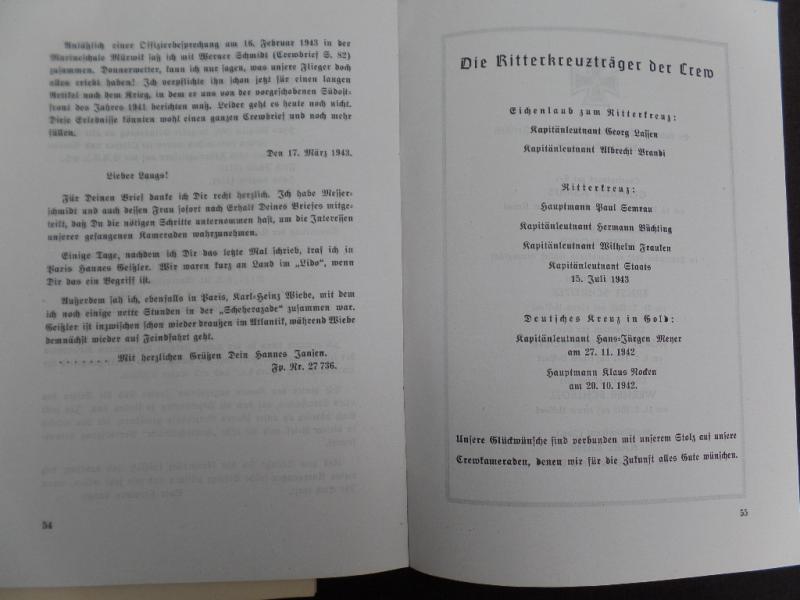 Anläßlich einer Offizierbesprechung am 16. Februar 1943 in der
Marineschule Mürwik saß ich mit Werner Schmidt (Crewbrief S. 82)
zusammen. Donnerwetter, kann ich nur sagen, was unsere Flieger doch
alles erlebt haben! Ich verpflichte ihn schon jetzt für einen langen
Artikel nach dem Krieg, in dem er uns von der vorgeschobenen Südost-
front des Jahres 1941 berichten muß. Leider geht es heute noch nicht.
Diese Erlebnisse könnten wohl einen ganzen Crewbrief und noch mehr
füllen.
Den 17. März 1943.
Lieber Laugs!
Für Deinen Brief danke ich Dir recht herzlich. Ich habe Messer-
schmidt und auch dessen Frau sofort nach Erhalt Deines Briefes mitge-
teilt, daß Du die nötigen Schritte unternommen hast, um die Interessen
unserer gefangenen Kameraden wahrzunehmen.
Einige Tage, nachdem ich Dir das letzte Mal schrieb, traf ich in
Paris Hannes Geißler. Wir waren kurz an Land im „Lido", wenn
Dir das ein Begriff ist.
Außerdem sah ich, ebenfalls in Paris, Karl-Heinz Wiebe, mit dem
ich noch einige nette Stunden in der „Scheherazade" zusammen war.
Geißler ist inzwischen schon wieder draußen im Atlantik, während Wiebe
demnächst wieder auf Feindfahrt geht.
. . . . . . . Mit herzlichen Grüßen Dein Hannes Jansen.
Fp. Nr. 27 736.
54
Die Ritterkreuzträger der Crew
Eichenlaub zum Ritterkreuz:
Kapitänleutnant Georg Lassen
Kapitänleutnant Albrecht Brandi
Ritterkreuz:
Hauptmann Paul Semrau
Kapitänleutnant Hermann Büchting
Kapitänleutnant Wilhelm Franken
Kapitänleutnant Staats
15. Juli 1943
Deutsches Kreuz in Gold:
Kapitänleutnant Hans-Jürgen Meyer
am 27. 11. 1942
Hauptmann Klaus Nocken
am 20. 10. 1942.
Unsere Glückwünsche sind verbunden mit unserem Stolz auf unsere
Crewkameraden, denen wir für die Zukunft alles Gute wünschen.
55